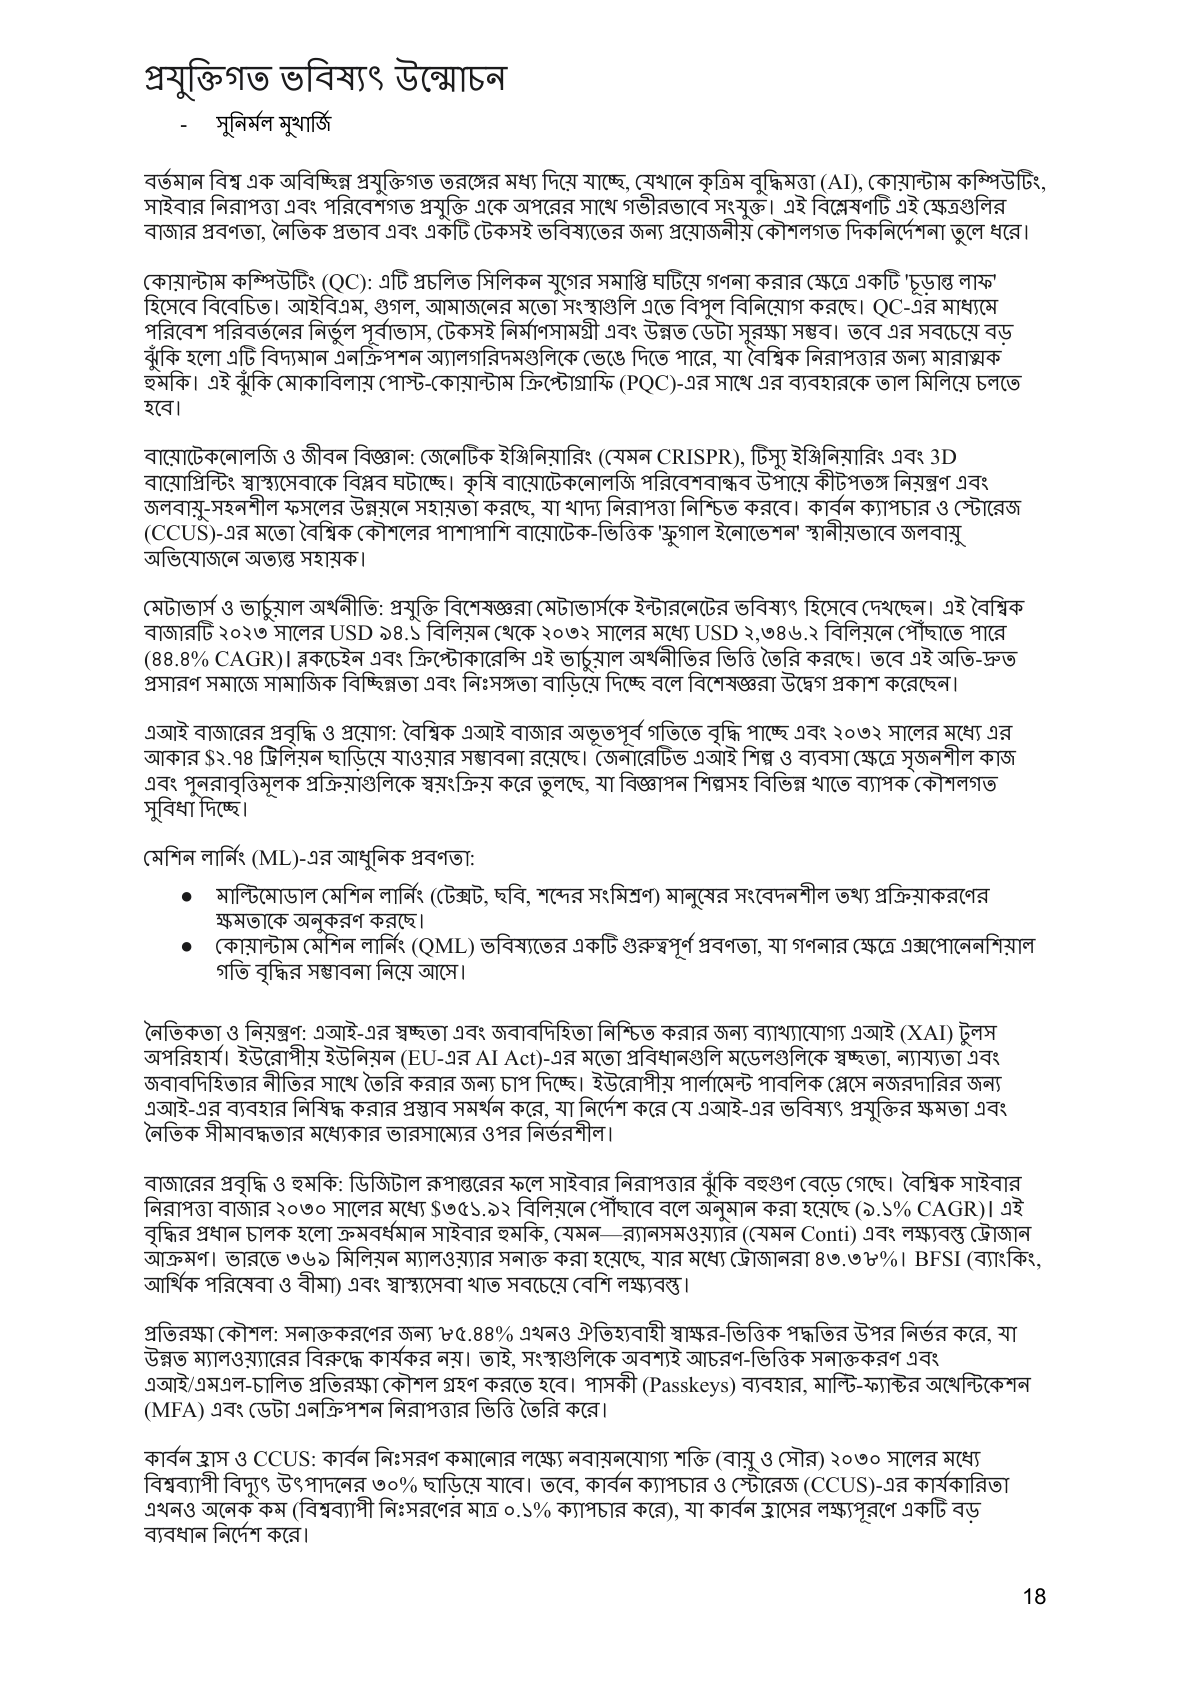 প্রযুক্তিগত ভবিষ্যৎ উন্মোচন
- সুনির্মল মুখার্জি
বর্তমান বিশ্ব এক অবিচ্ছিন্ন প্রযুক্তিগত তরঙ্গের মধ্য দিয়ে যাচ্ছে, যেখানে কৃত্রিম বুদ্ধিমত্তা (AI), কোয়ান্টাম কম্পিউটিং,
সাইবার নিরাপত্তা এবং পরিবেশগত প্রযুক্তি একে অপরের সাথে গভীরভাবে সংযুক্ত। এই বিশ্লেষণটি এই ক্ষেত্রগুলির
বাজার প্রবণতা, নৈতিক প্রভাব এবং একটি টেকসই ভবিষ্যতের জন্য প্রয়োজনীয় কৌশলগত দিকনির্দেশনা তুলে ধরে।
কোয়ান্টাম কম্পিউটিং (QC): এটি প্রচলিত সিলিকন যুগের সমাপ্তি ঘটিয়ে গণনা করার ক্ষেত্রে একটি 'চূড়ান্ত লাফ'
হিসেবে বিবেচিত। আইবিএম, গুগল, আমাজনের মতো সংস্থাগুলি এতে বিপুল বিনিয়োগ করছে। QC-এর মাধ্যমে
পরিবেশ পরিবর্তনের নির্ভুল পূর্বাভাস, টেকসই নির্মাণসামগ্রী এবং উন্নত ডেটা সুরক্ষা সম্ভব। তবে এর সবচেয়ে বড়
ঝুঁকি হলো এটি বিদ্যমান এনক্রিপশন অ্যালগরিদমগুলিকে ভেঙে দিতে পারে, যা বৈশ্বিক নিরাপত্তার জন্য মারাত্মক
হুমকি। এই ঝুঁকি মোকাবিলায় পোস্ট-কোয়ান্টাম ক্রিপ্টোগ্রাফি (PQC)-এর সাথে এর ব্যবহারকে তাল মিলিয়ে চলতে
হবে।
বায়োটেকনোলজি ও জীবন বিজ্ঞান: জেনেটিক ইঞ্জিনিয়ারিং (যেমন CRISPR), টিস্যু ইঞ্জিনিয়ারিং এবং 3D
বায়োপ্রিন্টিং স্বাস্থ্যসেবাকে বিপ্লব ঘটাচ্ছে। কৃষি বায়োটেকনোলজি পরিবেশবান্ধব উপায়ে কীটপতঙ্গ নিয়ন্ত্রণ এবং
জলবায়ু-সহনশীল ফসলের উন্নয়নে সহায়তা করছে, যা খাদ্য নিরাপত্তা নিশ্চিত করবে। কার্বন ক্যাপচার ও স্টোরেজ
(CCUS)-এর মতো বৈশ্বিক কৌশলের পাশাপাশি বায়োটেক-ভিত্তিক 'ফ্রুগাল ইনোভেশন' স্থানীয়ভাবে জলবায়ু
অভিযোজনে অত্যন্ত সহায়ক।
মেটাভার্স ও ভার্চুয়াল অর্থনীতি: প্রযুক্তি বিশেষজ্ঞরা মেটাভার্সকে ইন্টারনেটের ভবিষ্যৎ হিসেবে দেখছেন। এই বৈশ্বিক
বাজারটি ২০২৩ সালের USD ৯৪.১ বিলিয়ন থেকে ২০৩২ সালের মধ্যে USD ২,৩৪৬.২ বিলিয়নে পৌঁছাতে পারে
(৪৪.৪% CAGR)। ব্লকচেইন এবং ক্রিপ্টোকারেন্সি এই ভার্চুয়াল অর্থনীতির ভিত্তি তৈরি করছে। তবে এই অতি-দ্রুত
প্রসারণ সমাজে সামাজিক বিচ্ছিন্নতা এবং নিঃসঙ্গতা বাড়িয়ে দিচ্ছে বলে বিশেষজ্ঞরা উদ্বেগ প্রকাশ করেছেন।
এআই বাজারের প্রবৃদ্ধি ও প্রয়োগ: বৈশ্বিক এআই বাজার অভূতপূর্ব গতিতে বৃদ্ধি পাচ্ছে এবং ২০৩২ সালের মধ্যে এর
আকার $২.৭৪ ট্রিলিয়ন ছাড়িয়ে যাওয়ার সম্ভাবনা রয়েছে। জেনারেটিভ এআই শিল্প ও ব্যবসা ক্ষেত্রে সৃজনশীল কাজ
এবং পুনরাবৃত্তিমূলক প্রক্রিয়াগুলিকে স্বয়ংক্রিয় করে তুলছে, যা বিজ্ঞাপন শিল্পসহ বিভিন্ন খাতে ব্যাপক কৌশলগত
সুবিধা দিচ্ছে।
মেশিন লার্নিং (ML)-এর আধুনিক প্রবণতা:
● মাল্টিমোডাল মেশিন লার্নিং (টেক্সট, ছবি, শব্দের সংমিশ্রণ) মানুষের সংবেদনশীল তথ্য প্রক্রিয়াকরণের
ক্ষমতাকে অনুকরণ করছে।
● কোয়ান্টাম মেশিন লার্নিং (QML) ভবিষ্যতের একটি গুরুত্বপূর্ণ প্রবণতা, যা গণনার ক্ষেত্রে এক্সপোনেনশিয়াল
গতি বৃদ্ধির সম্ভাবনা নিয়ে আসে।
নৈতিকতা ও নিয়ন্ত্রণ: এআই-এর স্বচ্ছতা এবং জবাবদিহিতা নিশ্চিত করার জন্য ব্যাখ্যাযোগ্য এআই (XAI) টুলস
অপরিহার্য। ইউরোপীয় ইউনিয়ন (EU-এর AI Act)-এর মতো প্রবিধানগুলি মডেলগুলিকে স্বচ্ছতা, ন্যায্যতা এবং
জবাবদিহিতার নীতির সাথে তৈরি করার জন্য চাপ দিচ্ছে। ইউরোপীয় পার্লামেন্ট পাবলিক প্লেসে নজরদারির জন্য
এআই-এর ব্যবহার নিষিদ্ধ করার প্রস্তাব সমর্থন করে, যা নির্দেশ করে যে এআই-এর ভবিষ্যৎ প্রযুক্তির ক্ষমতা এবং
নৈতিক সীমাবদ্ধতার মধ্যেকার ভারসাম্যের ওপর নির্ভরশীল।
বাজারের প্রবৃদ্ধি ও হুমকি: ডিজিটাল রূপান্তরের ফলে সাইবার নিরাপত্তার ঝুঁকি বহুগুণ বেড়ে গেছে। বৈশ্বিক সাইবার
নিরাপত্তা বাজার ২০৩০ সালের মধ্যে $৩৫১.৯২ বিলিয়নে পৌঁছাবে বলে অনুমান করা হয়েছে (৯.১% CAGR)। এই
বৃদ্ধির প্রধান চালক হলো ক্রমবর্ধমান সাইবার হুমকি, যেমন—র‍্যানসমওয়্যার (যেমন Conti) এবং লক্ষ্যবস্তু ট্রোজান
আক্রমণ। ভারতে ৩৬৯ মিলিয়ন ম্যালওয়্যার সনাক্ত করা হয়েছে, যার মধ্যে ট্রোজানরা ৪৩.৩৮%। BFSI (ব্যাংকিং,
আর্থিক পরিষেবা ও বীমা) এবং স্বাস্থ্যসেবা খাত সবচেয়ে বেশি লক্ষ্যবস্তু।
প্রতিরক্ষা কৌশল: সনাক্তকরণের জন্য ৮৫.৪৪% এখনও ঐতিহ্যবাহী স্বাক্ষর-ভিত্তিক পদ্ধতির উপর নির্ভর করে, যা
উন্নত ম্যালওয়্যারের বিরুদ্ধে কার্যকর নয়। তাই, সংস্থাগুলিকে অবশ্যই আচরণ-ভিত্তিক সনাক্তকরণ এবং
এআই/এমএল-চালিত প্রতিরক্ষা কৌশল গ্রহণ করতে হবে। পাসকী (Passkeys) ব্যবহার, মাল্টি-ফ্যাক্টর অথেন্টিকেশন
(MFA) এবং ডেটা এনক্রিপশন নিরাপত্তার ভিত্তি তৈরি করে।
কার্বন হ্রাস ও CCUS: কার্বন নিঃসরণ কমানোর লক্ষ্যে নবায়নযোগ্য শক্তি (বায়ু ও সৌর) ২০৩০ সালের মধ্যে
বিশ্বব্যাপী বিদ্যুৎ উৎপাদনের ৩০% ছাড়িয়ে যাবে। তবে, কার্বন ক্যাপচার ও স্টোরেজ (CCUS)-এর কার্যকারিতা
এখনও অনেক কম (বিশ্বব্যাপী নিঃসরণের মাত্র ০.১% ক্যাপচার করে), যা কার্বন হ্রাসের লক্ষ্যপূরণে একটি বড়
ব্যবধান নির্দেশ করে।
18